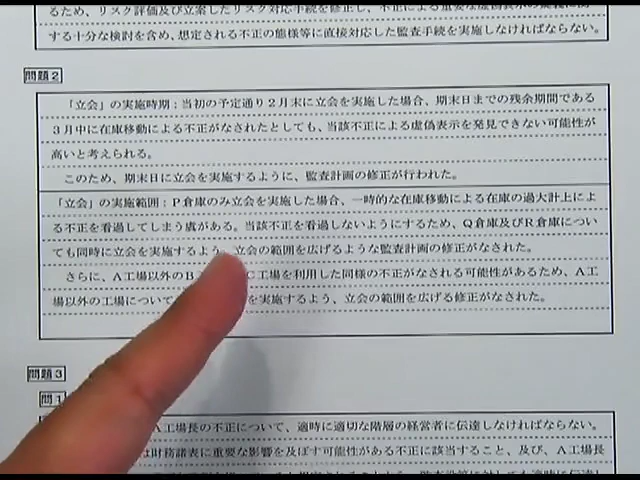 るため、リスク評価及び立案したリスク対応手続を修正し、不正による重要な虚偽表示の
する十分な検討を含め、想定される不正の態様等に直接対応した監査手続を実施しなければならない。
問題2
「立会」の実施時期：当初の予定通り2月末に立会を実施した場合、期末日までの残余期間である
3月中に在庫移動による不正がなされたとしても、当該不正による虚偽表示を発見できない可能性が
高いと考えられる。
このため、期末日に立会を実施するように、監査計画の修正が行われた。
「立会」の実施範囲：P倉庫のみ立会を実施した場合、一時的な在庫移動による在庫の過大計上によ
る不正を看過してしまう虞がある。当該不正を看過しないようにするため、Q倉庫及びR倉庫につい
ても同時に立会を実施するよう、立会の範囲を広げるような監査計画の修正がなされた。
さらに、A工場以外のB工 C工場を利用した同様の不正がなされる可能性があるため、A工
場以外の工場について を実施するよう、立会の範囲を広げる修正がなされた。
問題3
問1
A工場長の不正について、適時に適切な階層の経営者に伝達しなければならない。
は財務諸表に重要な影響を及ぼす可能性がある不正に該当すること、及び、A工場長